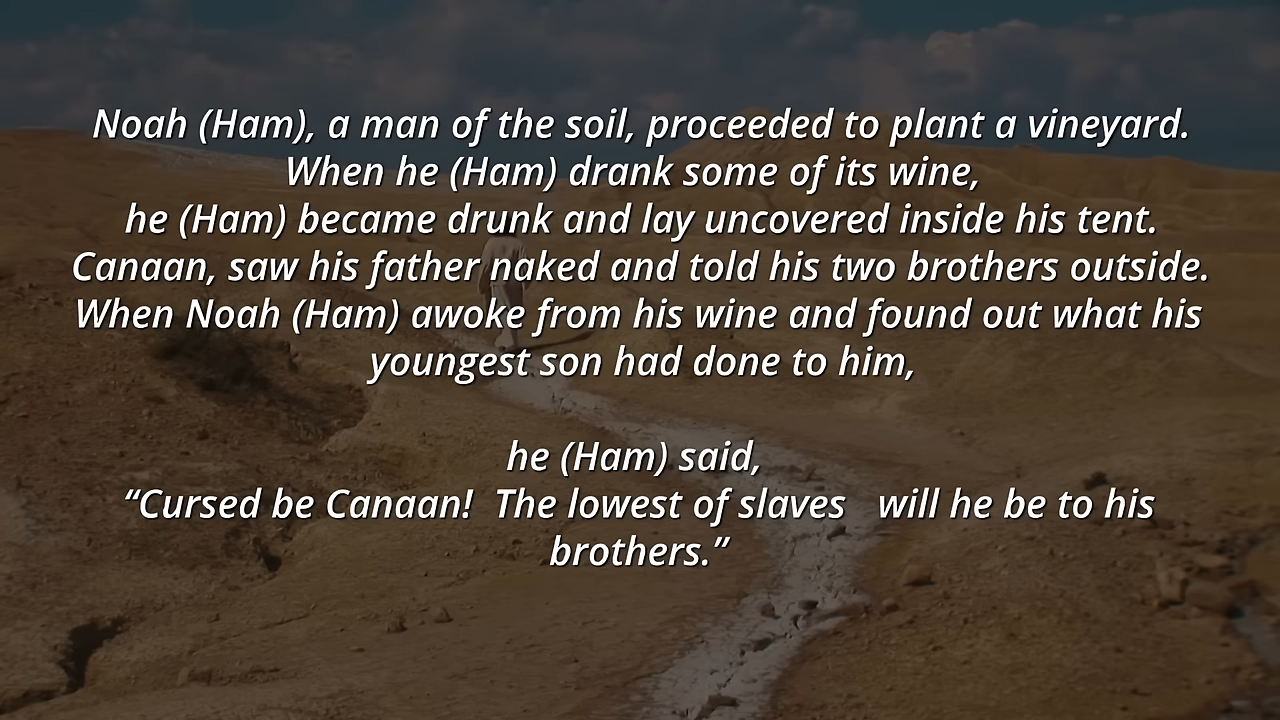 Noah (Ham), a man of the soil, proceeded to plant a vineyard.
When he (Ham) drank some of its wine,
he (Ham) became drunk and lay uncovered inside his tent.
Canaan, saw his father naked and told his two brothers outside.
When Noah (Ham) awoke from his wine and found out what his
youngest son had done to him,
he (Ham) said,
“Cursed be Canaan!  The lowest of slaves   will he be to his
brothers.”